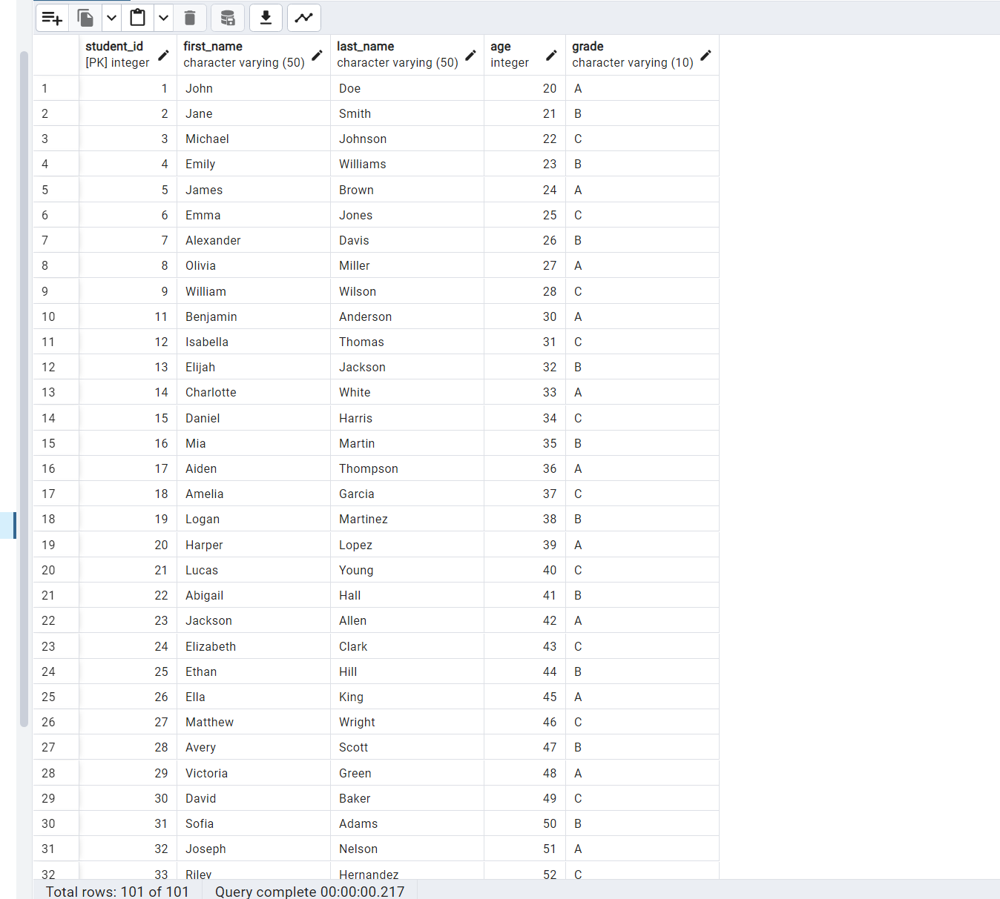 student_id first_name last_name age grade
[PK] integer character varying (50) character varying (50) integer character varying (10)
1 1 John Doe 20 A
2 2 Jane Smith 21 B
3 3 Michael Johnson 22 C
4 4 Emily Williams 23 B
5 5 James Brown 24 A
6 6 Emma Jones 25 C
7 7 Alexander Davis 26 B
8 8 Olivia Miller 27 A
9 9 William Wilson 28 C
10 11 Benjamin Anderson 30 A
11 12 Isabella Thomas 31 C
12 13 Elijah Jackson 32 B
13 14 Charlotte White 33 A
14 15 Daniel Harris 34 C
15 16 Mia Martin 35 B
16 17 Aiden Thompson 36 A
17 18 Amelia Garcia 37 C
18 19 Logan Martinez 38 B
19 20 Harper Lopez 39 A
20 21 Lucas Young 40 C
21 22 Abigail Hall 41 B
22 23 Jackson Allen 42 A
23 24 Elizabeth Clark 43 C
24 25 Ethan Hill 44 B
25 26 Ella King 45 A
26 27 Matthew Wright 46 C
27 28 Avery Scott 47 B
28 29 Victoria Green 48 A
29 30 David Baker 49 C
30 31 Sofia Adams 50 B
31 32 Joseph Nelson 51 A
32 33 Riley Hernandez 52 C
Total rows: 101 of 101 Query complete 00:00:00.217